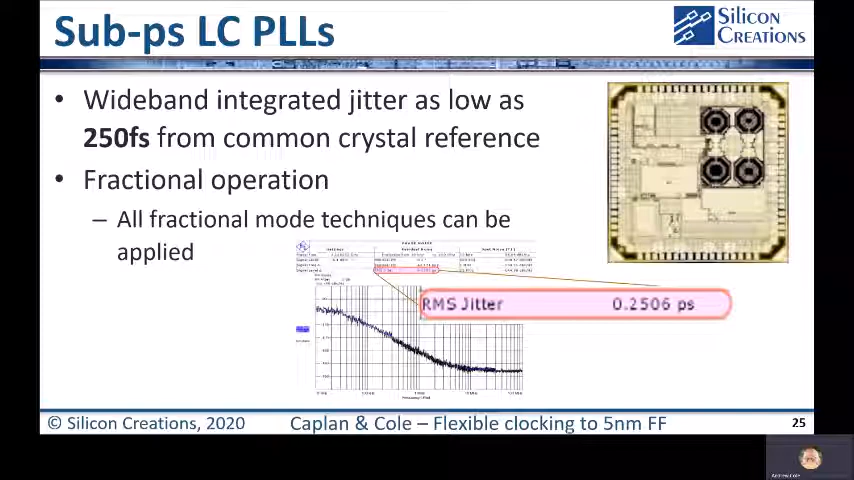 Sub-ps LC PLLs
Silicon
Creations
• Wideband integrated jitter as low as
250fs from common crystal reference
• Fractional operation
– All fractional mode techniques can be
applied
RMS Jitter 0.2506 ps
© Silicon Creations, 2020
Caplan & Cole – Flexible clocking to 5nm FF
25
Andrew Cole